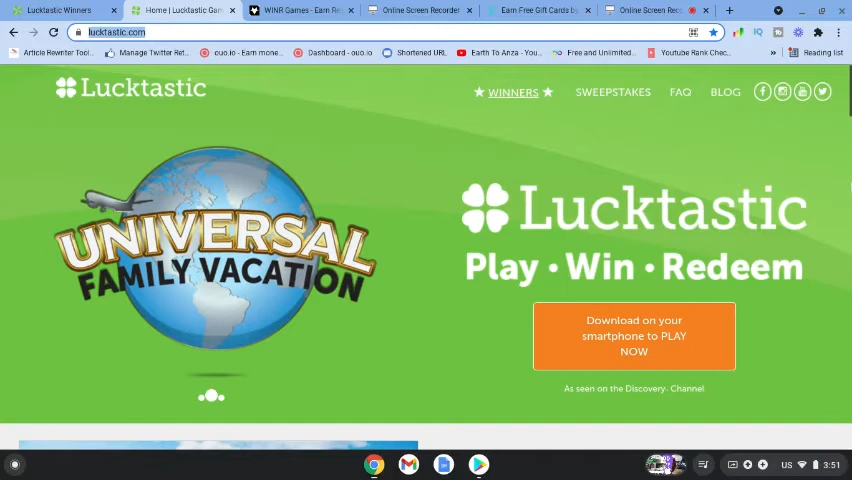 Lucktastic Winners
Home | Lucktastic Gam
WINR Games - Earn Re
Online Screen Recorder
Earn Free Gift Cards by
Online Screen Reco
lucktastic.com
Article Rewriter Tool...
Manage Twitter Ret...
ouo.io - Earn mone...
Dashboard - ouo.io
Shortened URL
Earth To Anza - You...
Free and Unlimited...
Youtube Rank Chec...
»
Reading list
Lucktastic
★ WINNERS ★
SWEEPSTAKES
FAQ
BLOG
UNIVERSAL
FAMILY VACATION
Lucktastic
Play · Win · Redeem
Download on your
smartphone to PLAY
NOW
As seen on the Discovery Channel
US
3:51